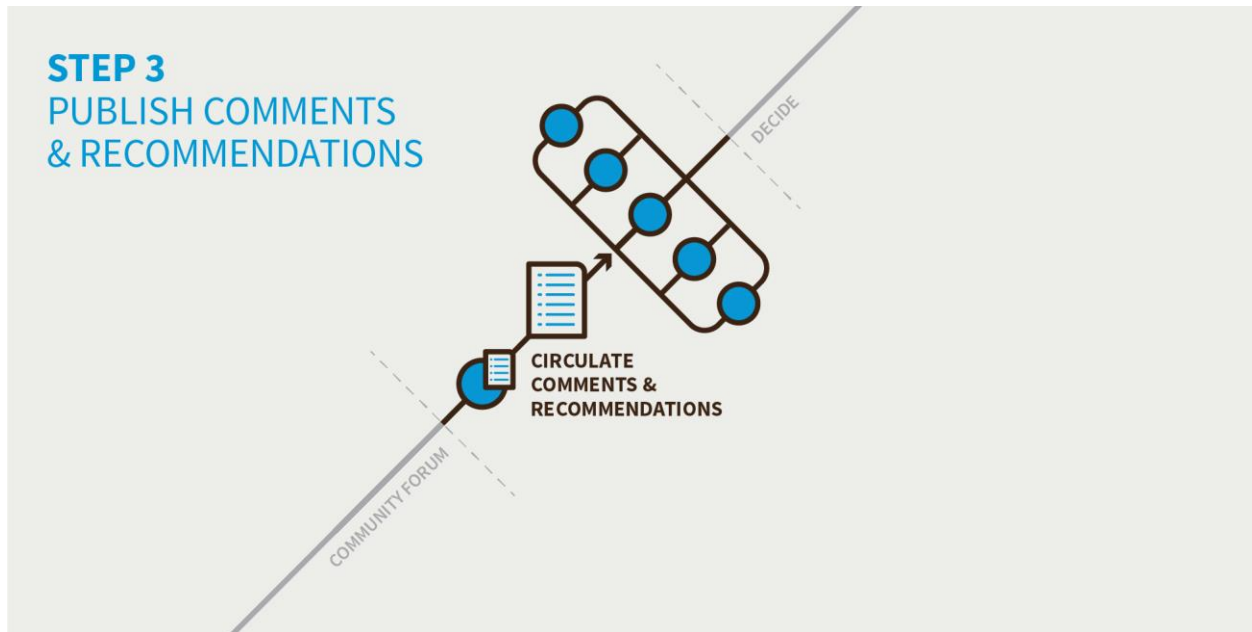 STEP 3
PUBLISH COMMENTS
& RECOMMENDATIONS
DECIDE
CIRCULATE
COMMENTS &
RECOMMENDATIONS
COMMUNITY FORUM